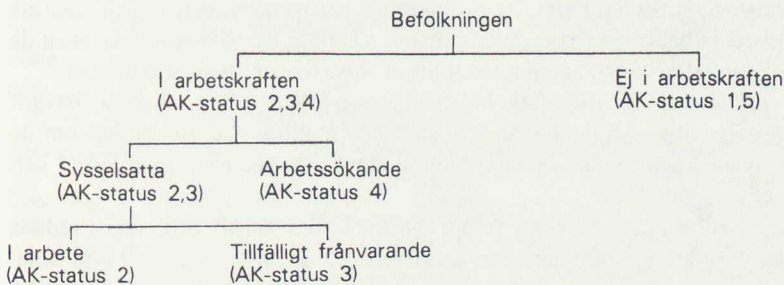 Befolkningen
I arbetskraften
(AK-status 2,3,4)
Ej i arbetskraften
(AK-status 1,5)
Sysselsatta
(AK-status 2,3)
Arbetssökande
(AK-status 4)
I arbete
(AK-status 2)
Tillfälligt frånvarande
(AK-status 3)